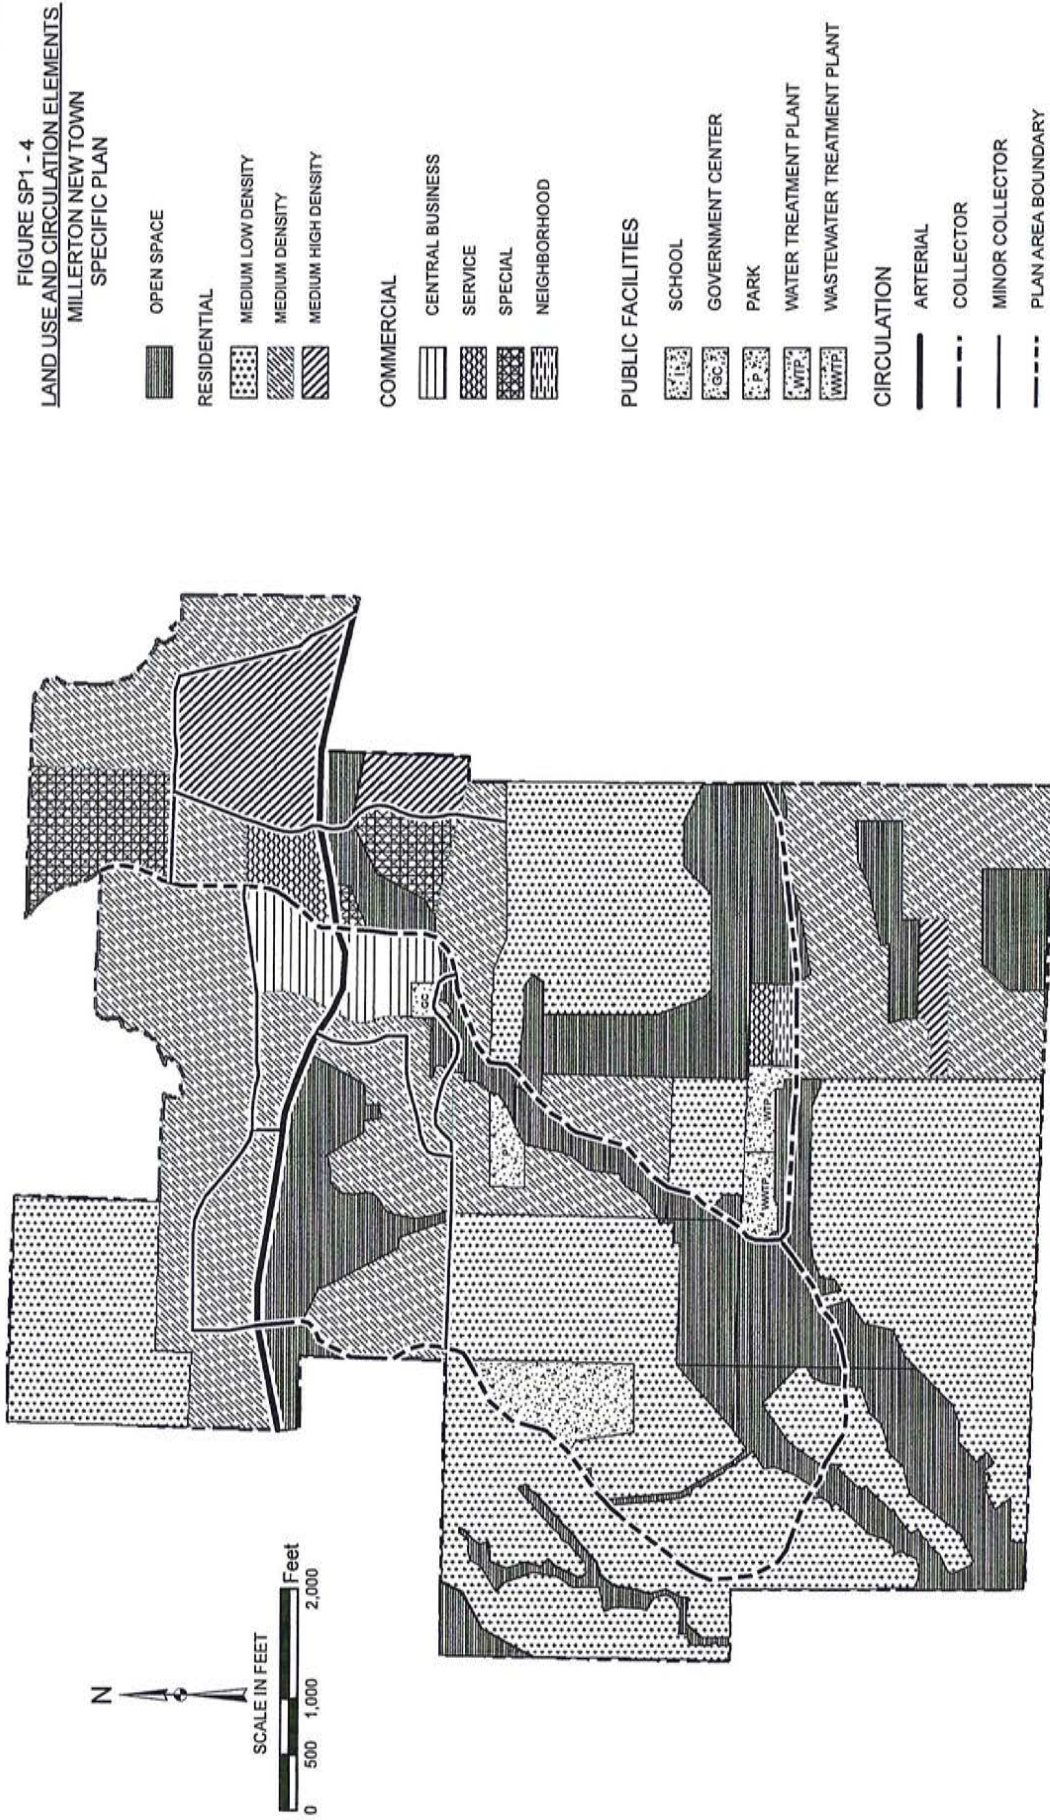 FIGURE SP1 - 4
LAND USE AND CIRCULATION ELEMENTS
MILLERTON NEW TOWN
SPECIFIC PLAN
OPEN SPACE
RESIDENTIAL
MEDIUM LOW DENSITY
MEDIUM DENSITY
MEDIUM HIGH DENSITY
COMMERCIAL
CENTRAL BUSINESS
SERVICE
SPECIAL
NEIGHBORHOOD
PUBLIC FACILITIES
SCHOOL
GC
GOVERNMENT CENTER
P
PARK
WTP
WATER TREATMENT PLANT
WWTP
WASTEWATER TREATMENT PLANT
CIRCULATION
ARTERIAL
COLLECTOR
MINOR COLLECTOR
PLAN AREA BOUNDARY
GC
P
WTP
N
SCALE IN FEET
Feet
0 500 1,000 2,000